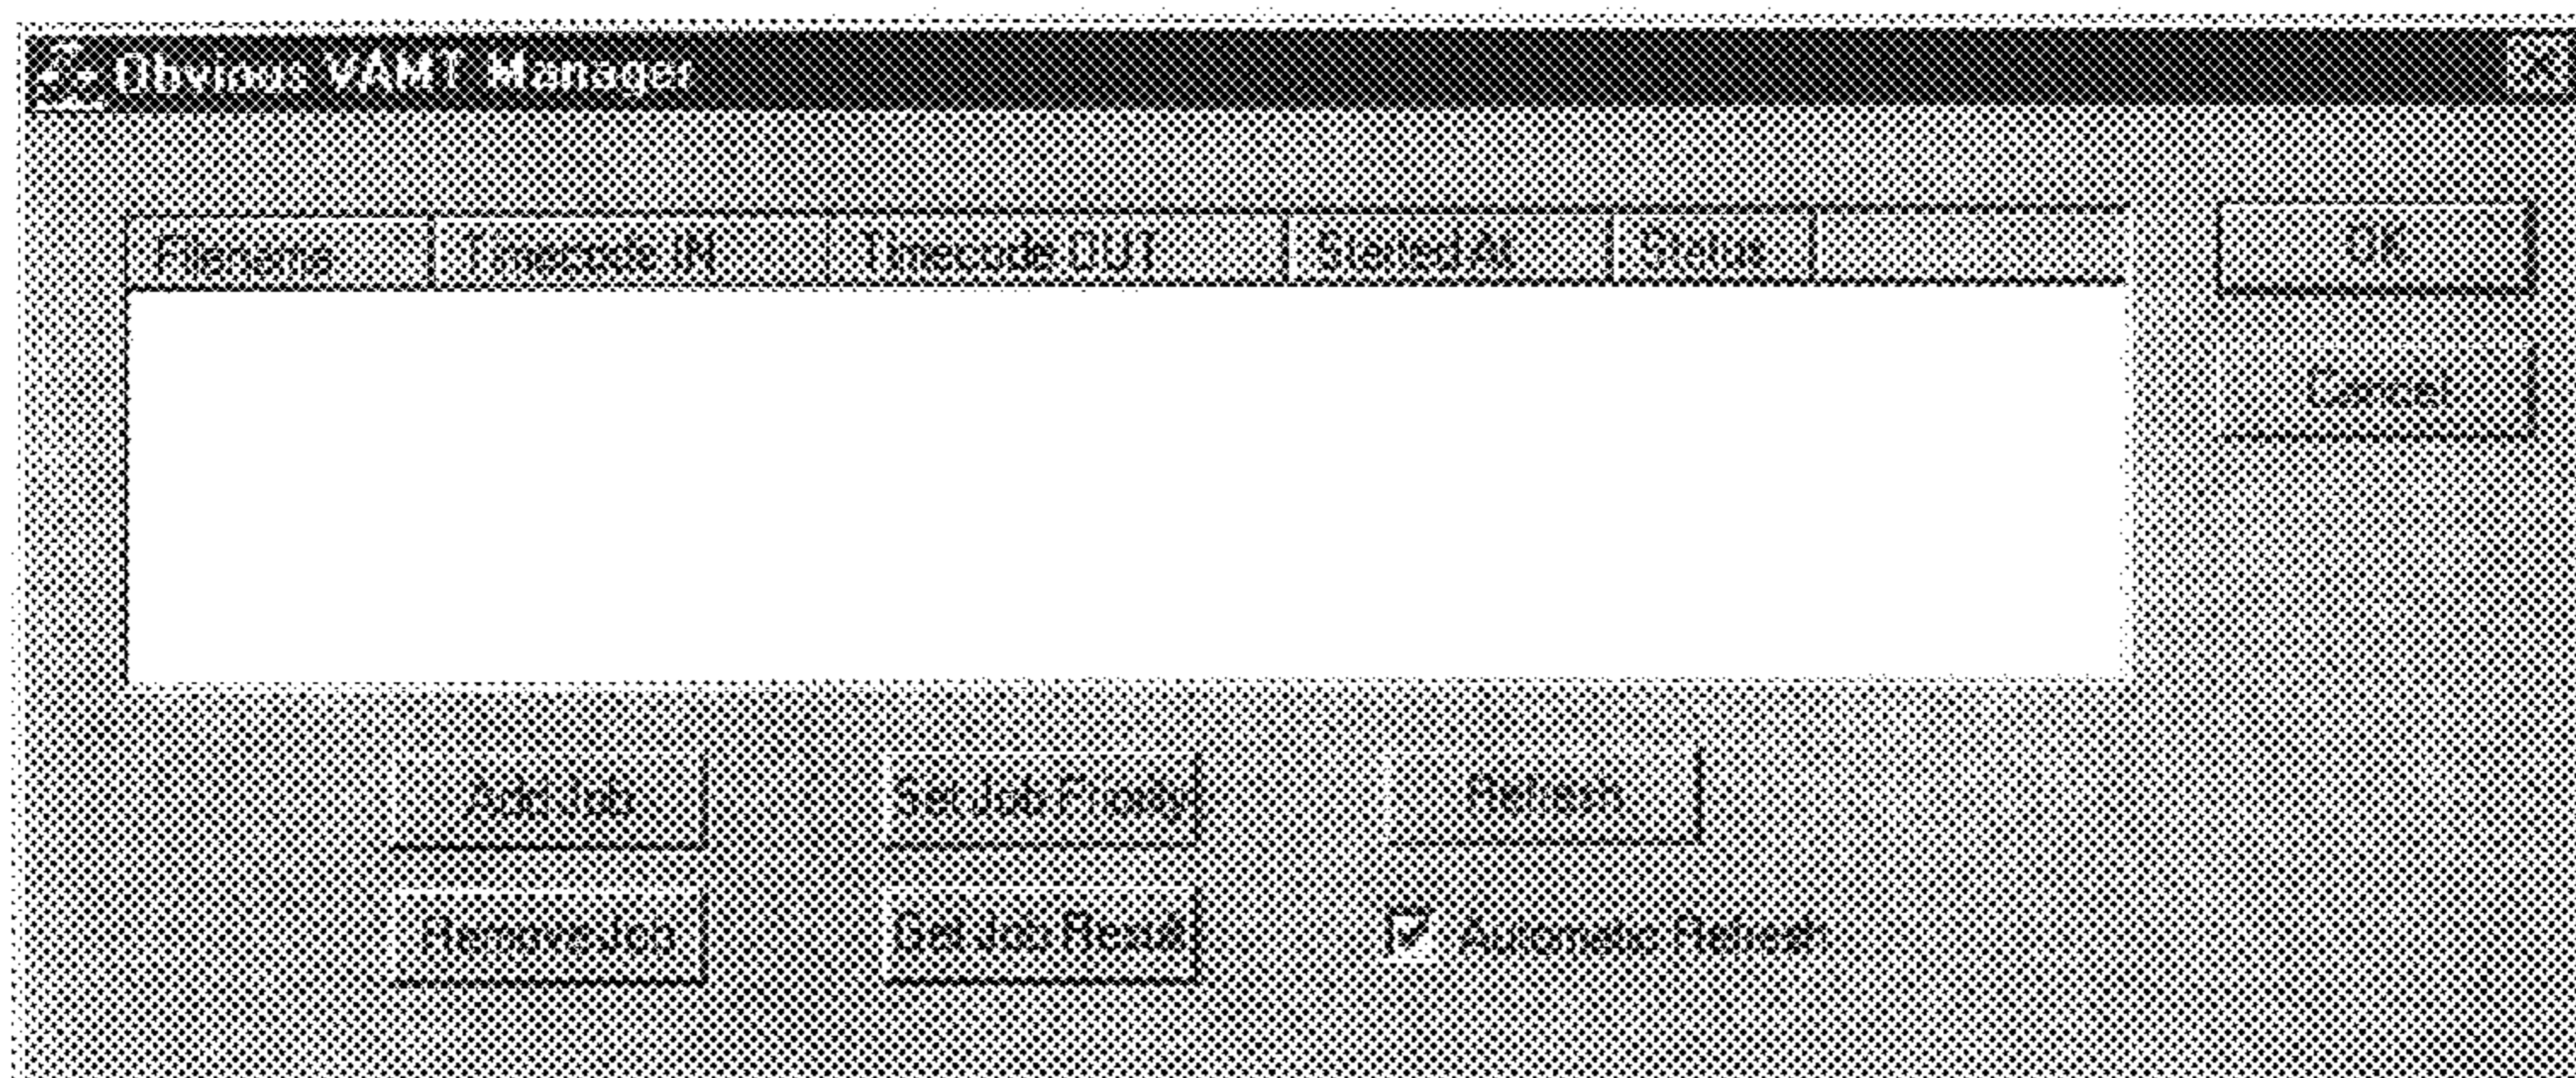 Obvious VAMT Manager
Filename Timecode IN Timecode OUT Started At Status
OK
Cancel
Add Job Set Job Priority Refresh
Remove Job Get Job Result Automatic Refresh